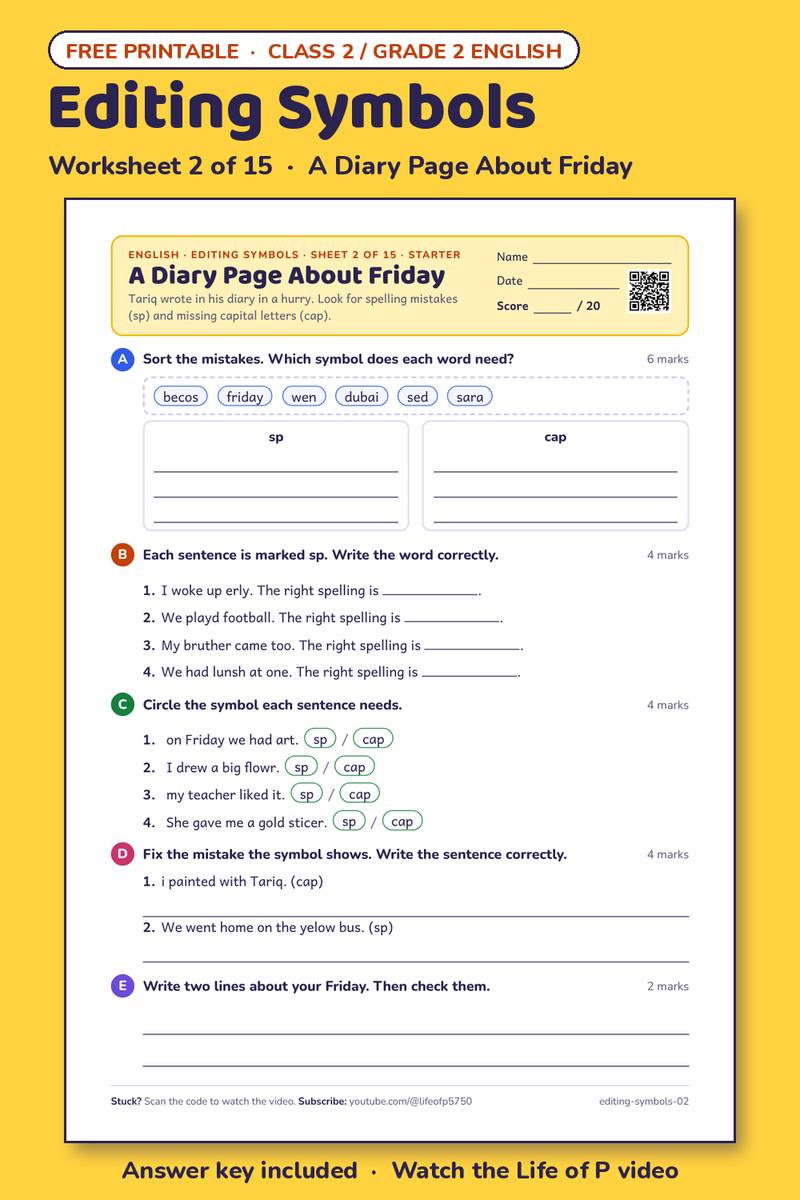 FREE PRINTABLE · CLASS 2 / GRADE 2 ENGLISH
Editing Symbols
Worksheet 2 of 15 · A Diary Page About Friday
ENGLISH · EDITING SYMBOLS · SHEET 2 OF 15 · STARTER
A Diary Page About Friday
Tariq wrote in his diary in a hurry. Look for spelling mistakes
(sp) and missing capital letters (cap).
Name
Date
Score / 20
A Sort the mistakes. Which symbol does each word need? 6 marks
becos friday wen dubai sed sara
sp cap
B Each sentence is marked sp. Write the word correctly. 4 marks
1. I woke up erly. The right spelling is .
2. We playd football. The right spelling is .
3. My bruther came too. The right spelling is .
4. We had lunsh at one. The right spelling is .
C Circle the symbol each sentence needs. 4 marks
1. on Friday we had art. sp / cap
2. I drew a big flowr. sp / cap
3. my teacher liked it. sp / cap
4. She gave me a gold sticer. sp / cap
D Fix the mistake the symbol shows. Write the sentence correctly. 4 marks
1. i painted with Tariq. (cap)
2. We went home on the yelow bus. (sp)
E Write two lines about your Friday. Then check them. 2 marks
Stuck? Scan the code to watch the video. Subscribe: youtube.com/@lifeofp5750 editing-symbols-02
Answer key included · Watch the Life of P video